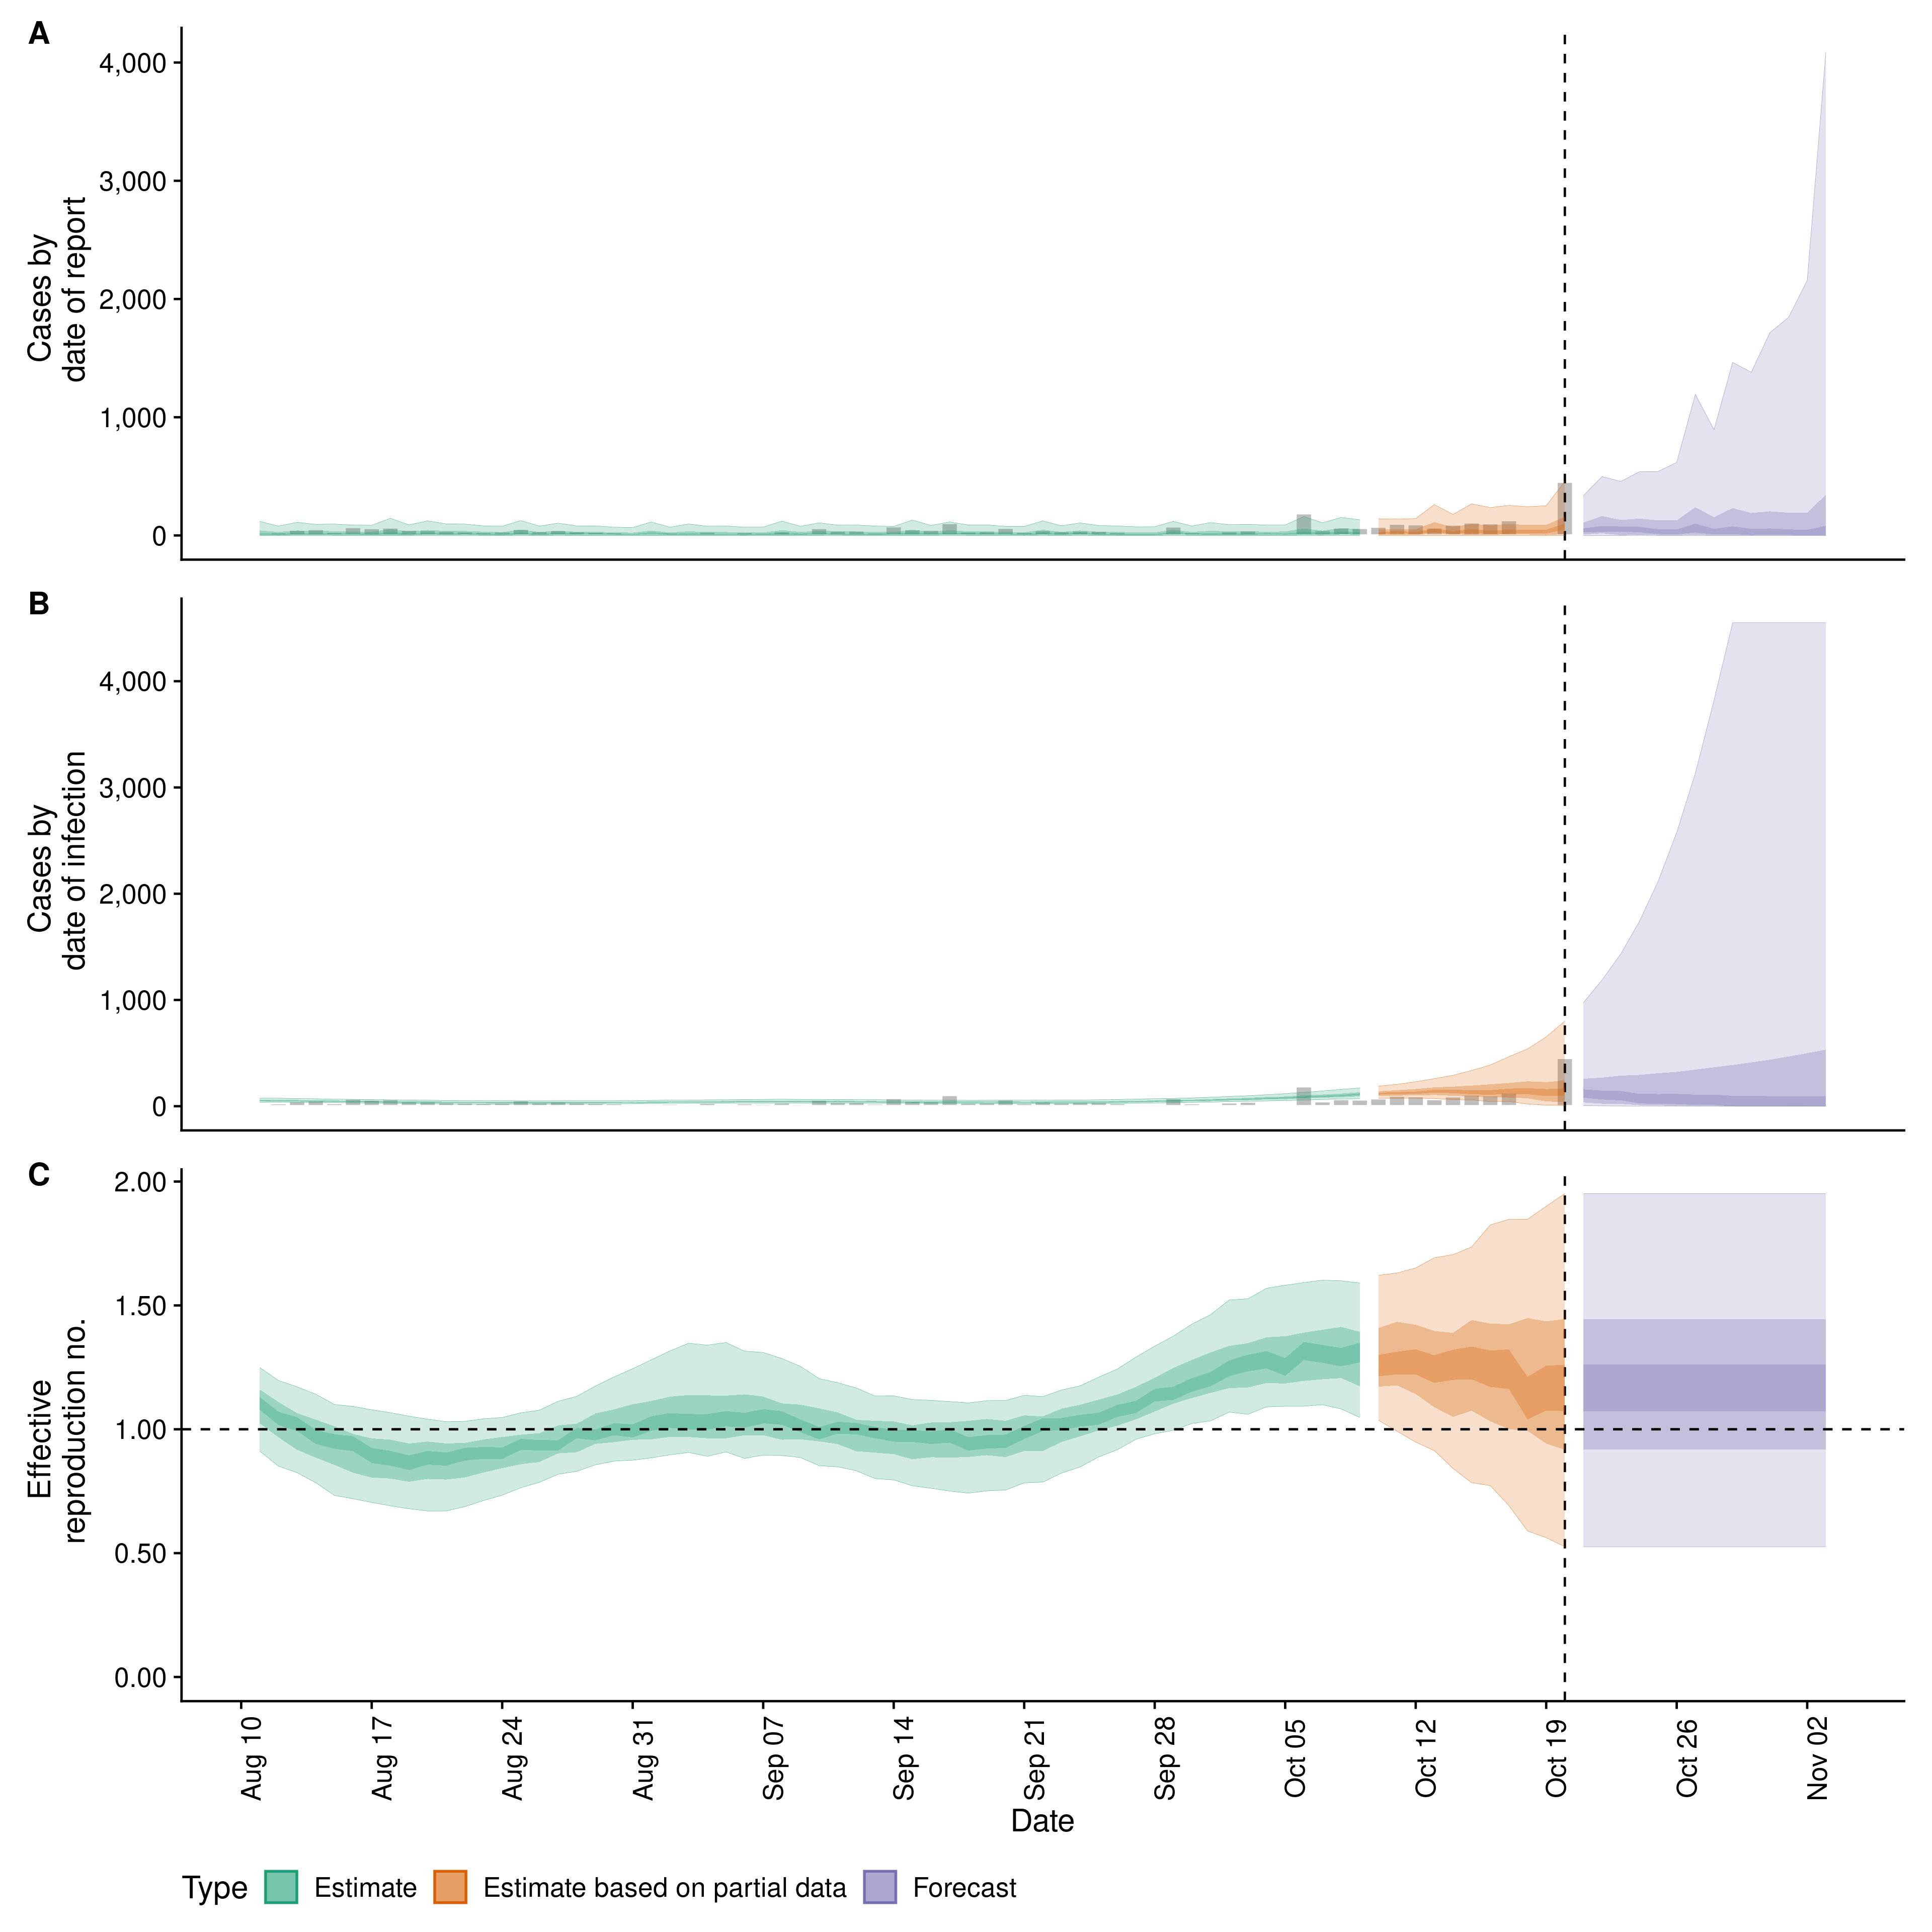 A
4,000
3,000
2,000
1,000
0
Cases by
date of report
B
4,000
3,000
2,000
1,000
0
Cases by
date of infection
C
2.00
1.50
1.00
0.50
0.00
Effective
reproduction no.
Aug 10
Aug 17
Aug 24
Aug 31
Sep 07
Sep 14
Sep 21
Sep 28
Oct 05
Oct 12
Oct 19
Oct 26
Nov 02
Date
Type Estimate Estimate based on partial data Forecast